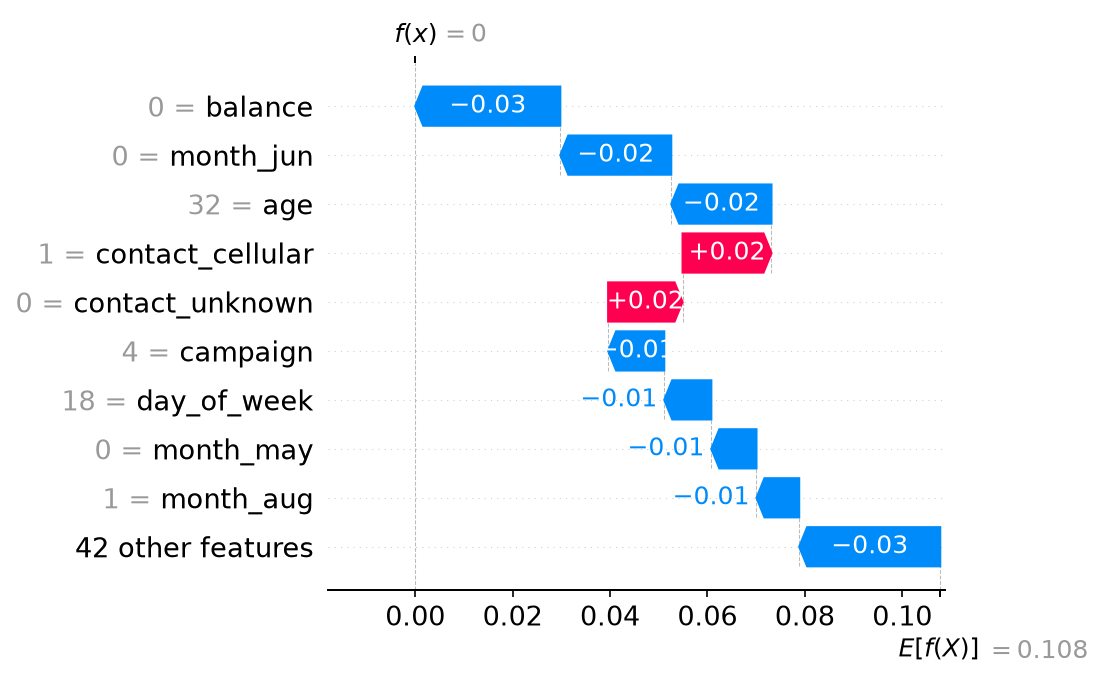 f(x) = 0
0 = balance −0.03
0 = month_jun −0.02
32 = age −0.02
1 = contact_cellular +0.02
0 = contact_unknown +0.02
4 = campaign −0.01
18 = day_of_week −0.01
0 = month_may −0.01
1 = month_aug −0.01
42 other features −0.03
0.00 0.02 0.04 0.06 0.08 0.10
E[f(X)] = 0.108